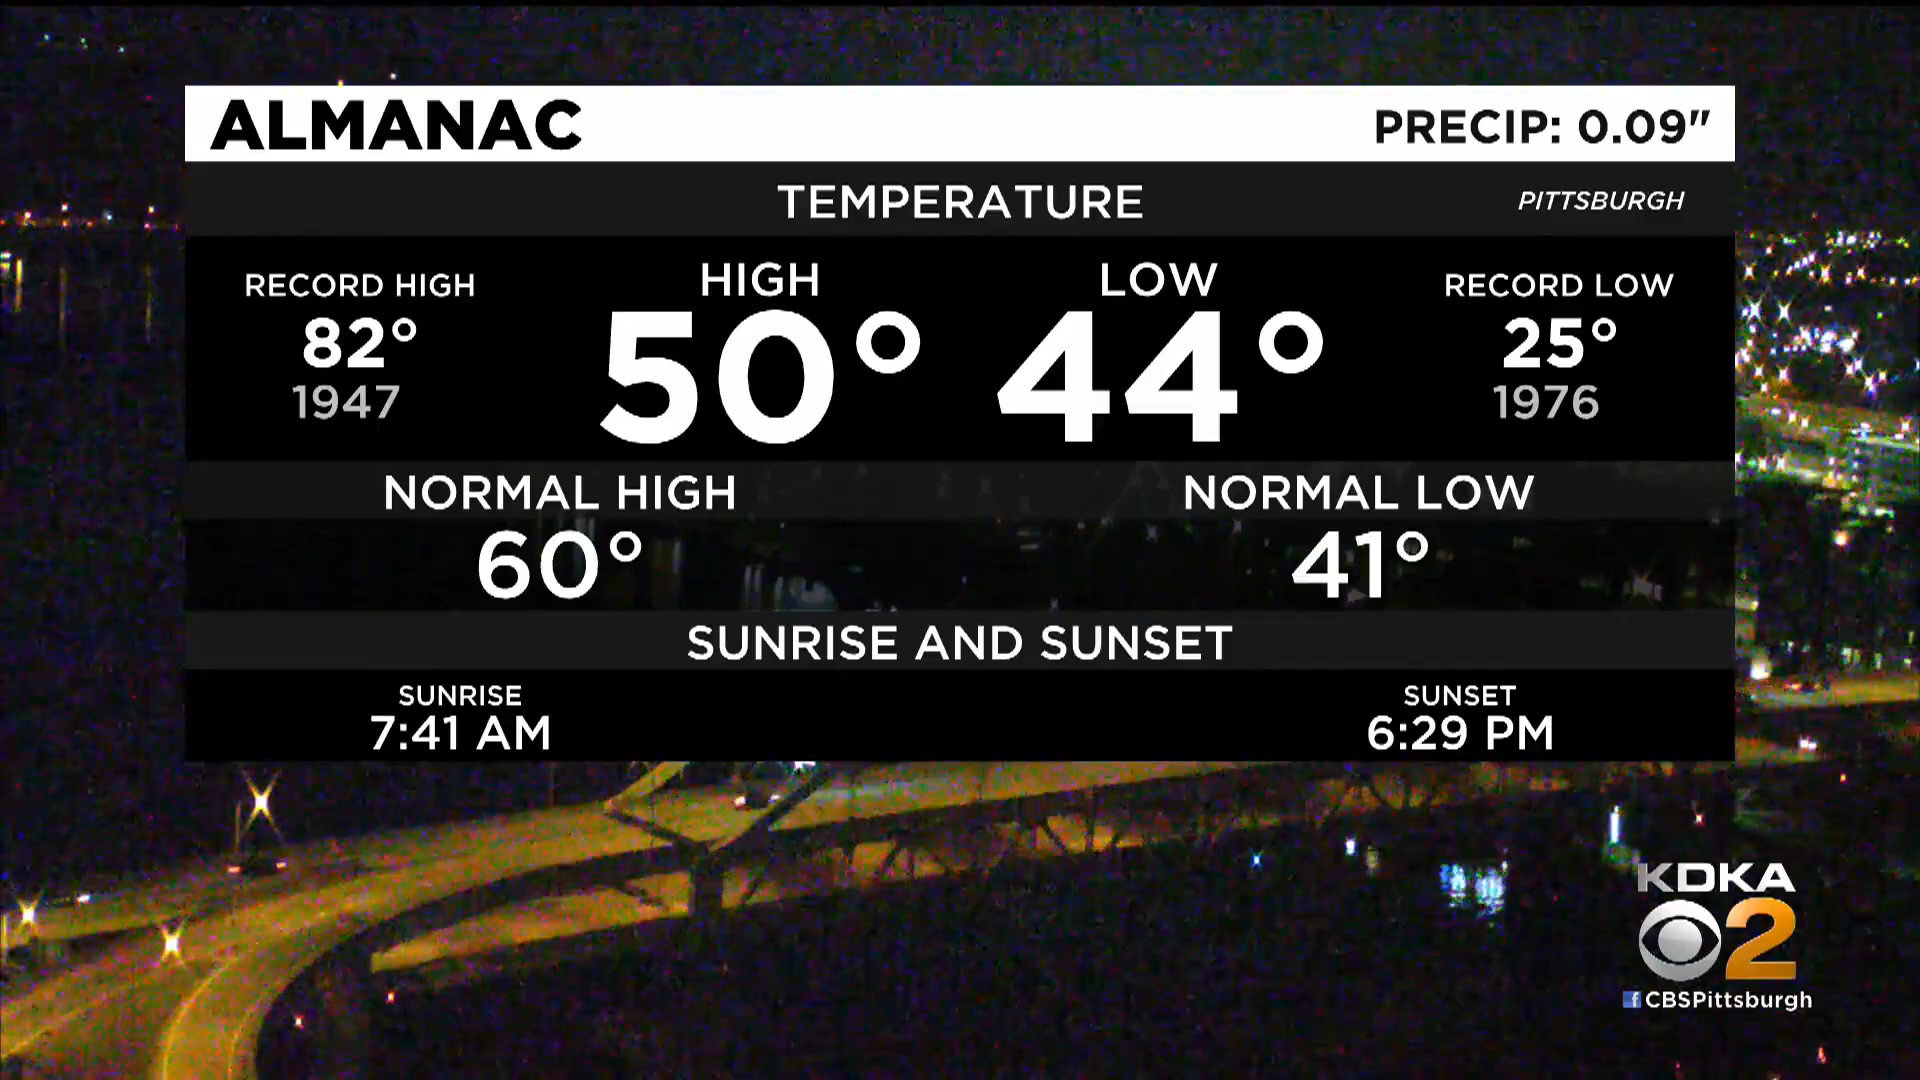 ALMANAC
PRECIP: 0.09"
TEMPERATURE
PITTSBURGH
RECORD HIGH
82°
1947
HIGH
50°
LOW
44°
RECORD LOW
25°
1976
NORMAL HIGH
60°
NORMAL LOW
41°
SUNRISE AND SUNSET
SUNRISE
7:41 AM
SUNSET
6:29 PM
KDKA
2
f CBSPittsburgh